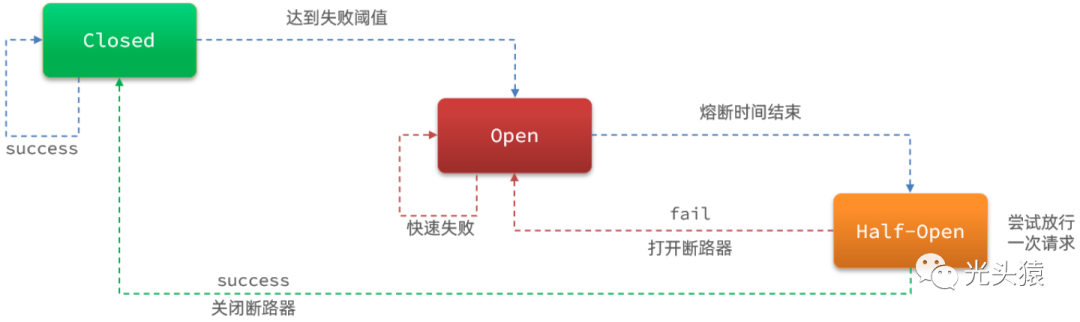 达到失败阈值
Closed
success
熔断时间结束
Open
快速失败
fail
打开断路器
Half-Open
尝试放行
一次请求
success
关闭断路器
光头猿